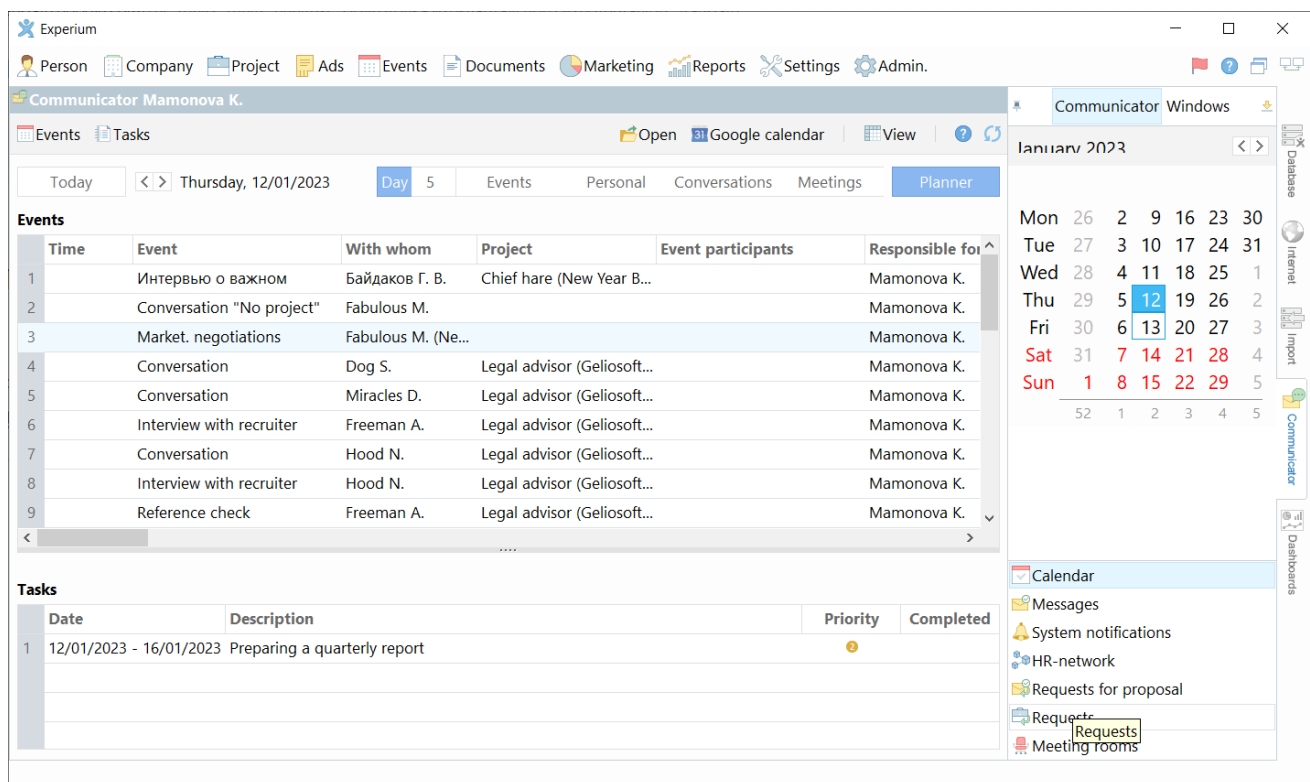 Experium
Person Company Project Ads Events Documents Marketing Reports Settings Admin.
Communicator Mamonova K.
Events Tasks Open 31 Google calendar View
Today < > Thursday, 12/01/2023 Day 5 Events Personal Conversations Meetings Planner
Events
Time Event With whom Project Event participants Responsible for
1 Интервью о важном Байдаков Г. В. Chief hare (New Year B... Mamonova K.
2 Conversation "No project" Fabulous M. Mamonova K.
3 Market. negotiations Fabulous M. (Ne... Mamonova K.
4 Conversation Dog S. Legal advisor (Geliosoft... Mamonova K.
5 Conversation Miracles D. Legal advisor (Geliosoft... Mamonova K.
6 Interview with recruiter Freeman A. Legal advisor (Geliosoft... Mamonova K.
7 Conversation Hood N. Legal advisor (Geliosoft... Mamonova K.
8 Interview with recruiter Hood N. Legal advisor (Geliosoft... Mamonova K.
9 Reference check Freeman A. Legal advisor (Geliosoft... Mamonova K.
Tasks
Date Description Priority Completed
1 12/01/2023 - 16/01/2023 Preparing a quarterly report 2
Communicator Windows
January 2023 < >
Mon 26 2 9 16 23 30
Tue 27 3 10 17 24 31
Wed 28 4 11 18 25 1
Thu 29 5 12 19 26 2
Fri 30 6 13 20 27 3
Sat 31 7 14 21 28 4
Sun 1 8 15 22 29 5
52 1 2 3 4 5
Calendar
Messages
System notifications
HR-network
Requests for proposal
Requests
Requests
Meeting rooms
Database
Internet
Import
Communicator
Dashboards